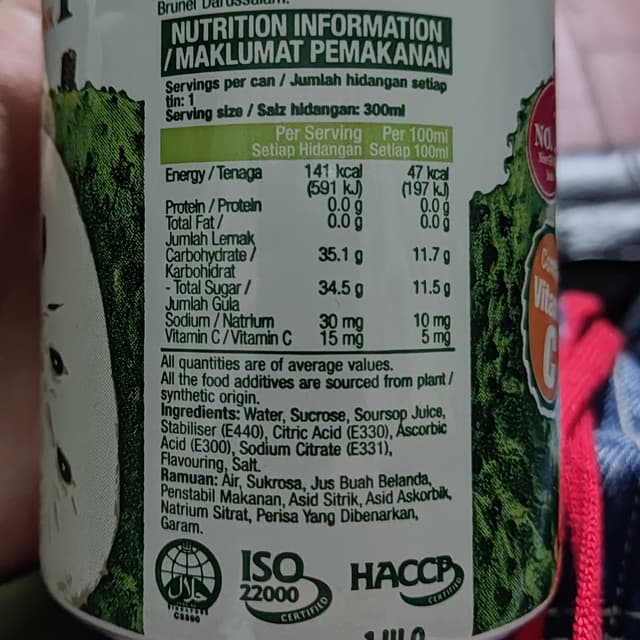 Brunei Darussalam.
NUTRITION INFORMATION
/MAKLUMAT PEMAKANAN
Servings per can / Jumlah hidangan setiap
tin: 1
Serving size / Saiz hidangan: 300ml
Per Serving Per 100ml
Setiap Hidangan Setiap 100ml
Energy / Tenaga 141 kcal 47 kcal
(591 kJ) (197 kJ)
Protein / Protein 0.0 g 0.0 g
Total Fat / 0.0 g 0.0 g
Jumlah Lemak
Carbohydrate / 35.1 g 11.7 g
Karbohidrat
- Total Sugar / 34.5 g 11.5 g
Jumlah Gula
Sodium / Natrium 30 mg 10 mg
Vitamin C / Vitamin C 15 mg 5 mg
All quantities are of average values.
All the food additives are sourced from plant /
synthetic origin.
Ingredients: Water, Sucrose, Soursop Juice,
Stabiliser (E440), Citric Acid (E330), Ascorbic
Acid (E300), Sodium Citrate (E331),
Flavouring, Salt.
Ramuan: Air, Sukrosa, Jus Buah Belanda,
Penstabil Makanan, Asid Sitrik, Asid Askorbik,
Natrium Sitrat, Perisa Yang Dibenarkan,
Garam.
ISO
22000
CERTIFIED
HACCP
CERTIFIED
حلال
NO.
C